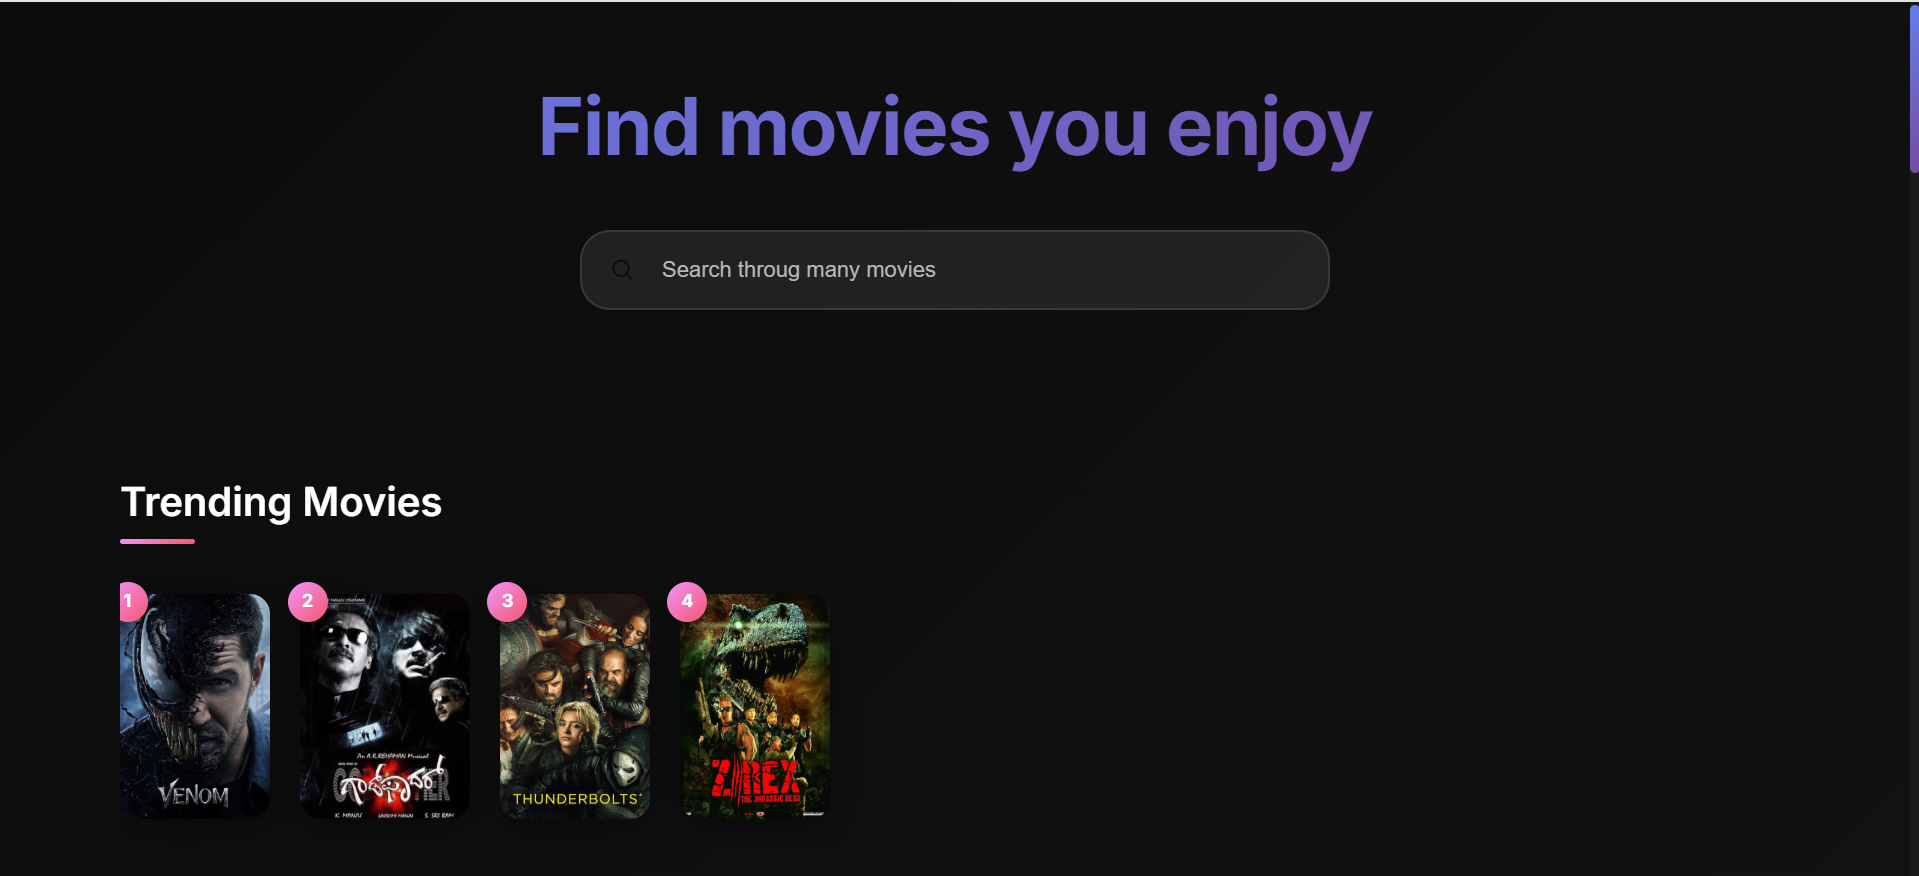 Find movies you enjoy
Search throug many movies
Trending Movies
1
2
3
4
VENOM
An A.R.REHAMAN Musical
ಗಾಡ್‌ಫಾದರ್
K. MANJU
S. SRI RAM
THUNDERBOLTS*
Z/REX
THE JURASSIC DEAD